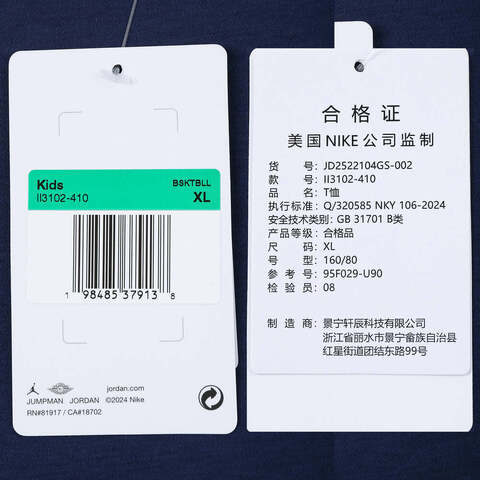 Kids BSKTBLL
II3102-410 XL
1 98485 37913 8
jordan.com
JUMPMAN JORDAN ©2024 Nike
RN#81917 / CA#18702
合格证
美国NIKE公司监制
货号: JD2522104GS-002
款号: II3102-410
品名: T恤
执行标准: Q/320585 NKY 106-2024
安全技术类别: GB 31701 B类
产品等级: 合格品
尺码: XL
号型: 160/80
参考号: 95F029-U90
检验员: 08
制造商: 景宁轩辰科技有限公司
浙江省丽水市景宁畲族自治县
红星街道团结东路99号